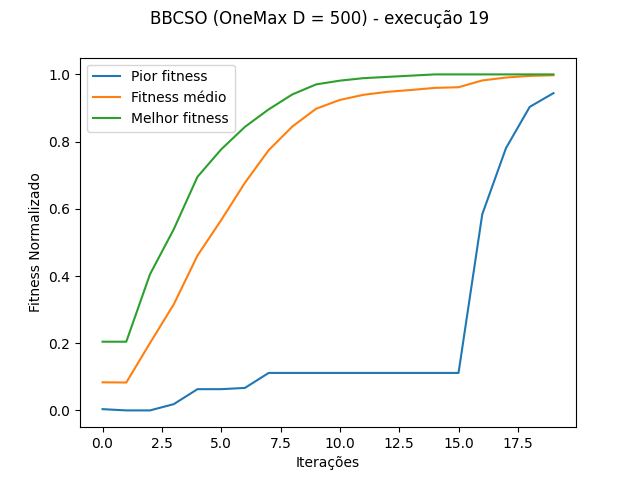 BBCSO (OneMax D = 500) - execução 19
Pior fitness
Fitness médio
Melhor fitness
Fitness Normalizado
1.0
0.8
0.6
0.4
0.2
0.0
0.0 2.5 5.0 7.5 10.0 12.5 15.0 17.5
Iterações